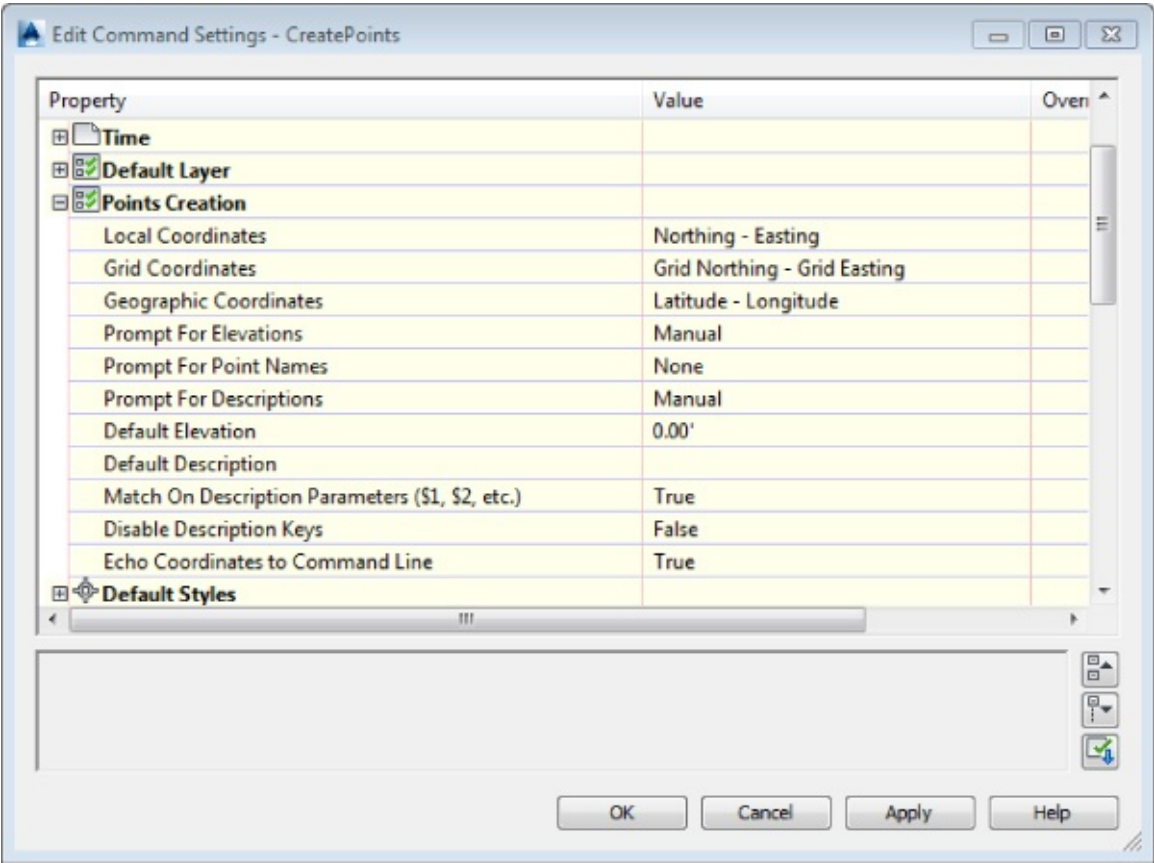 Edit Command Settings - CreatePoints
Property Value Overr
Time
Default Layer
Points Creation
Local Coordinates Northing - Easting
Grid Coordinates Grid Northing - Grid Easting
Geographic Coordinates Latitude - Longitude
Prompt For Elevations Manual
Prompt For Point Names None
Prompt For Descriptions Manual
Default Elevation 0.00'
Default Description
Match On Description Parameters ($1, $2, etc.) True
Disable Description Keys False
Echo Coordinates to Command Line True
Default Styles
OK Cancel Apply Help